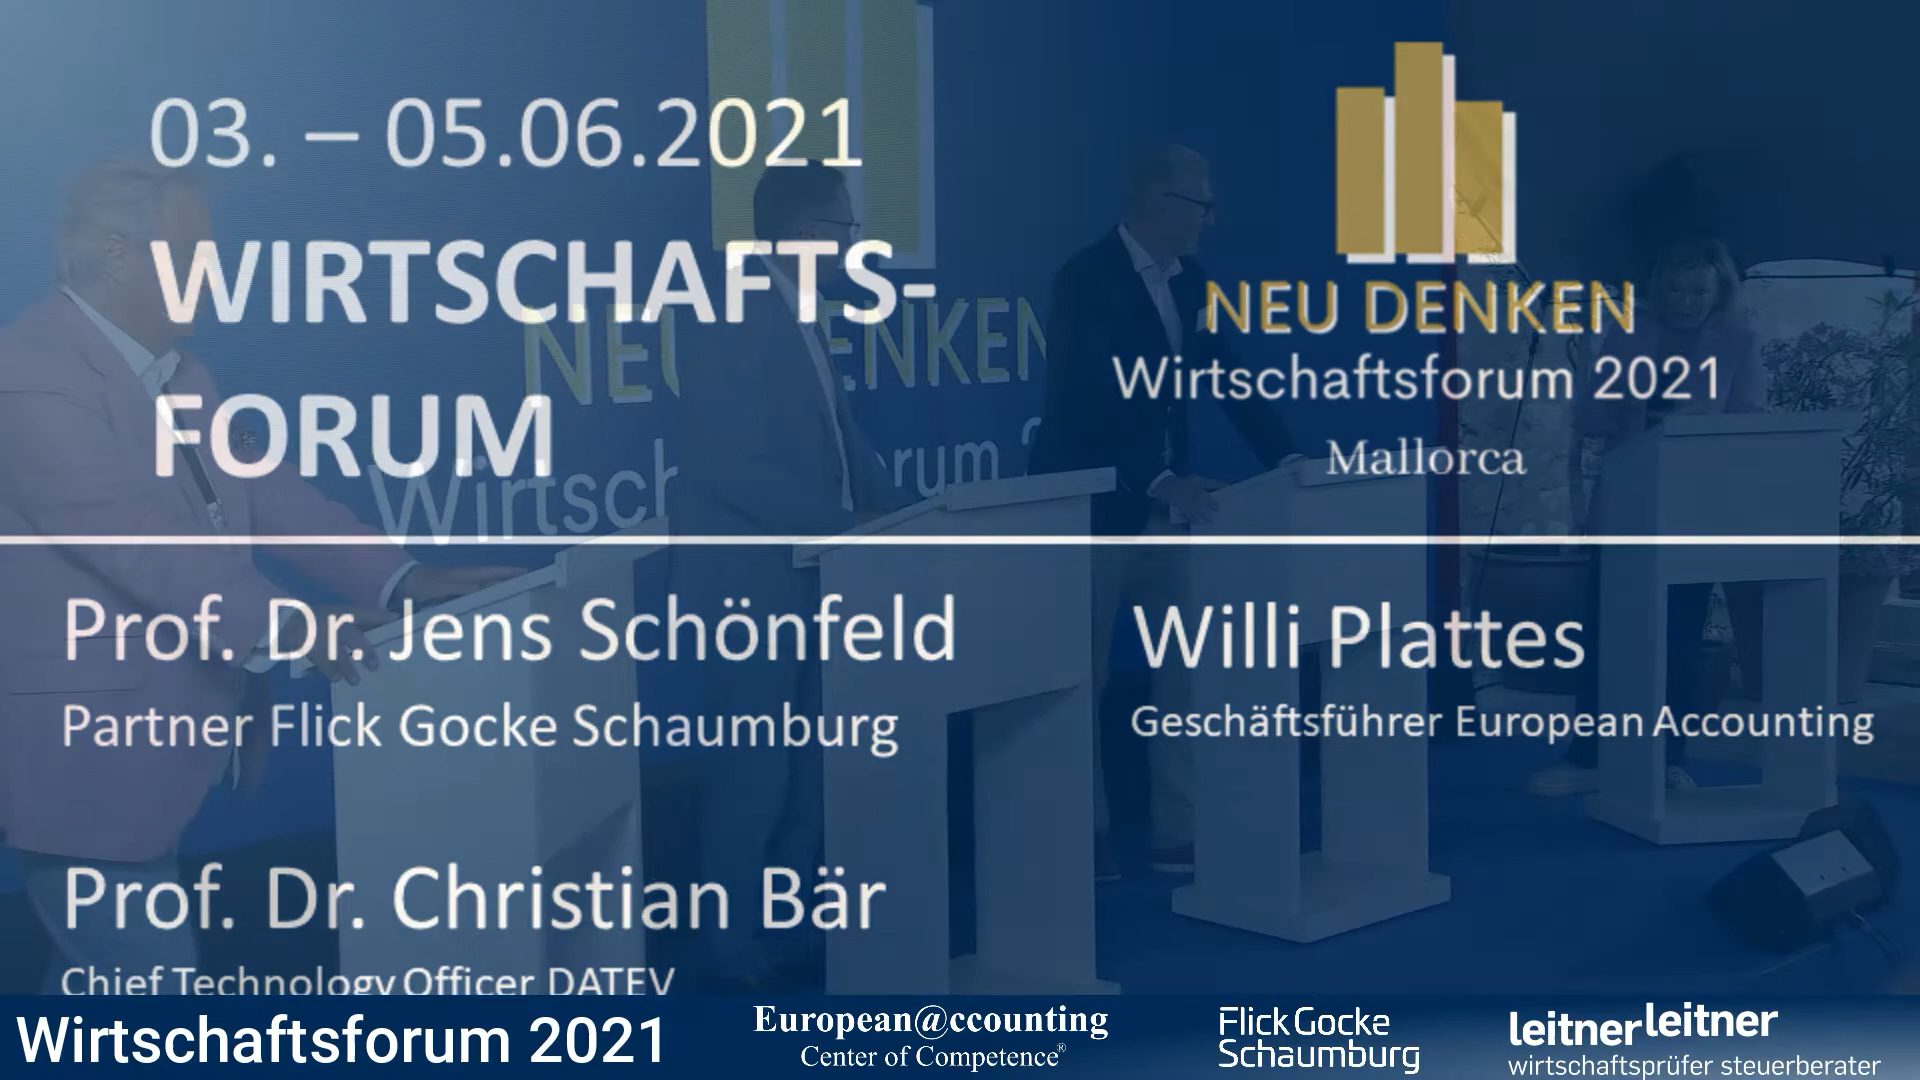 03. – 05.06.2021
WIRTSCHAFTS-
FORUM
NEU DENKEN
Wirtschaftsforum 2021
Mallorca
Prof. Dr. Jens Schönfeld
Partner Flick Gocke Schaumburg
Willi Plattes
Geschäftsführer European Accounting
Prof. Dr. Christian Bär
Chief Technology Officer DATEV
Wirtschaftsforum 2021
European@ccounting
Center of Competence®
Flick Gocke
Schaumburg
leitnerleitner
wirtschaftsprüfer steuerberater